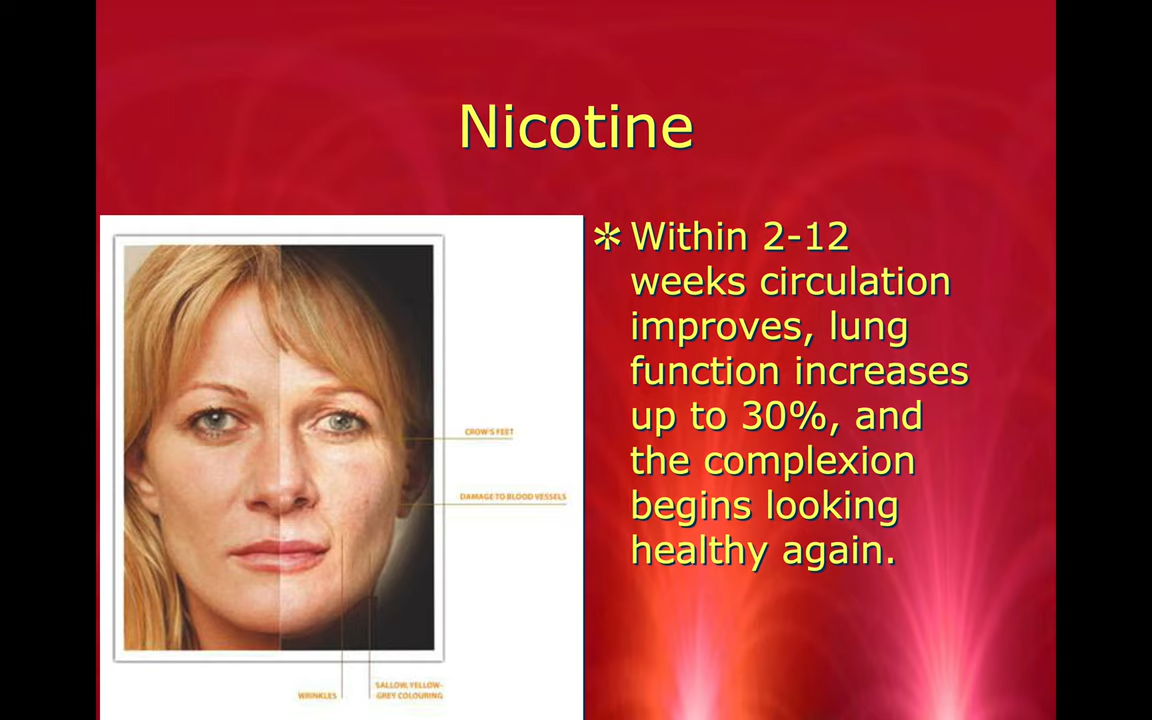 Nicotine
✲ Within 2-12
weeks circulation
improves, lung
function increases
up to 30%, and
the complexion
begins looking
healthy again.
CROW'S FEET
DAMAGE TO BLOOD VESSELS
WRINKLES
SALLOW, YELLOW-
GREY COLOURING